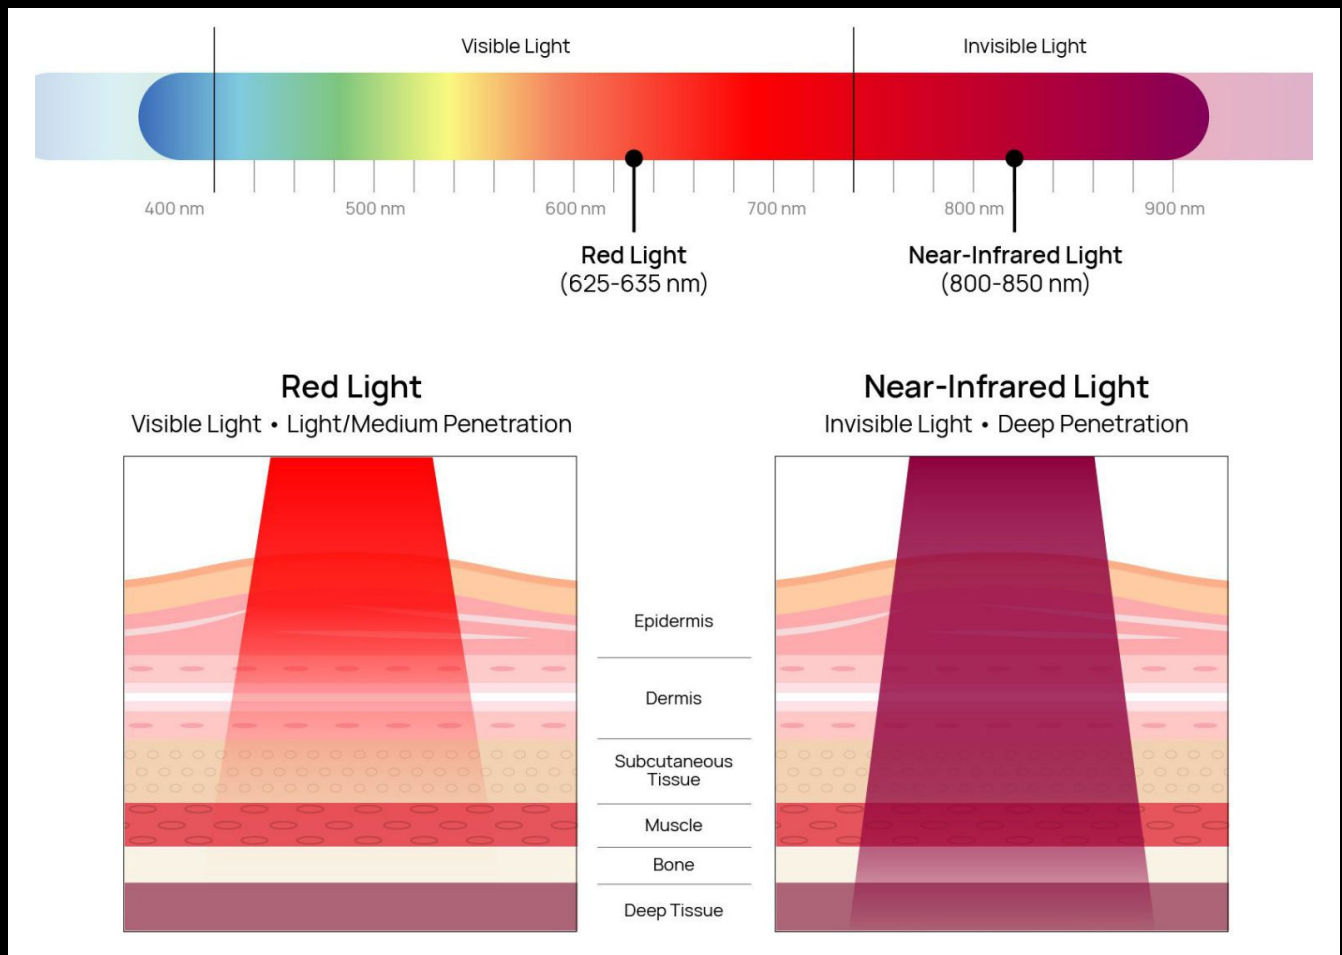 Visible Light
Invisible Light
400 nm
500 nm
600 nm
700 nm
800 nm
900 nm
Red Light
(625-635 nm)
Near-Infrared Light
(800-850 nm)
Red Light
Visible Light • Light/Medium Penetration
Near-Infrared Light
Invisible Light • Deep Penetration
Epidermis
Dermis
Subcutaneous
Tissue
Muscle
Bone
Deep Tissue